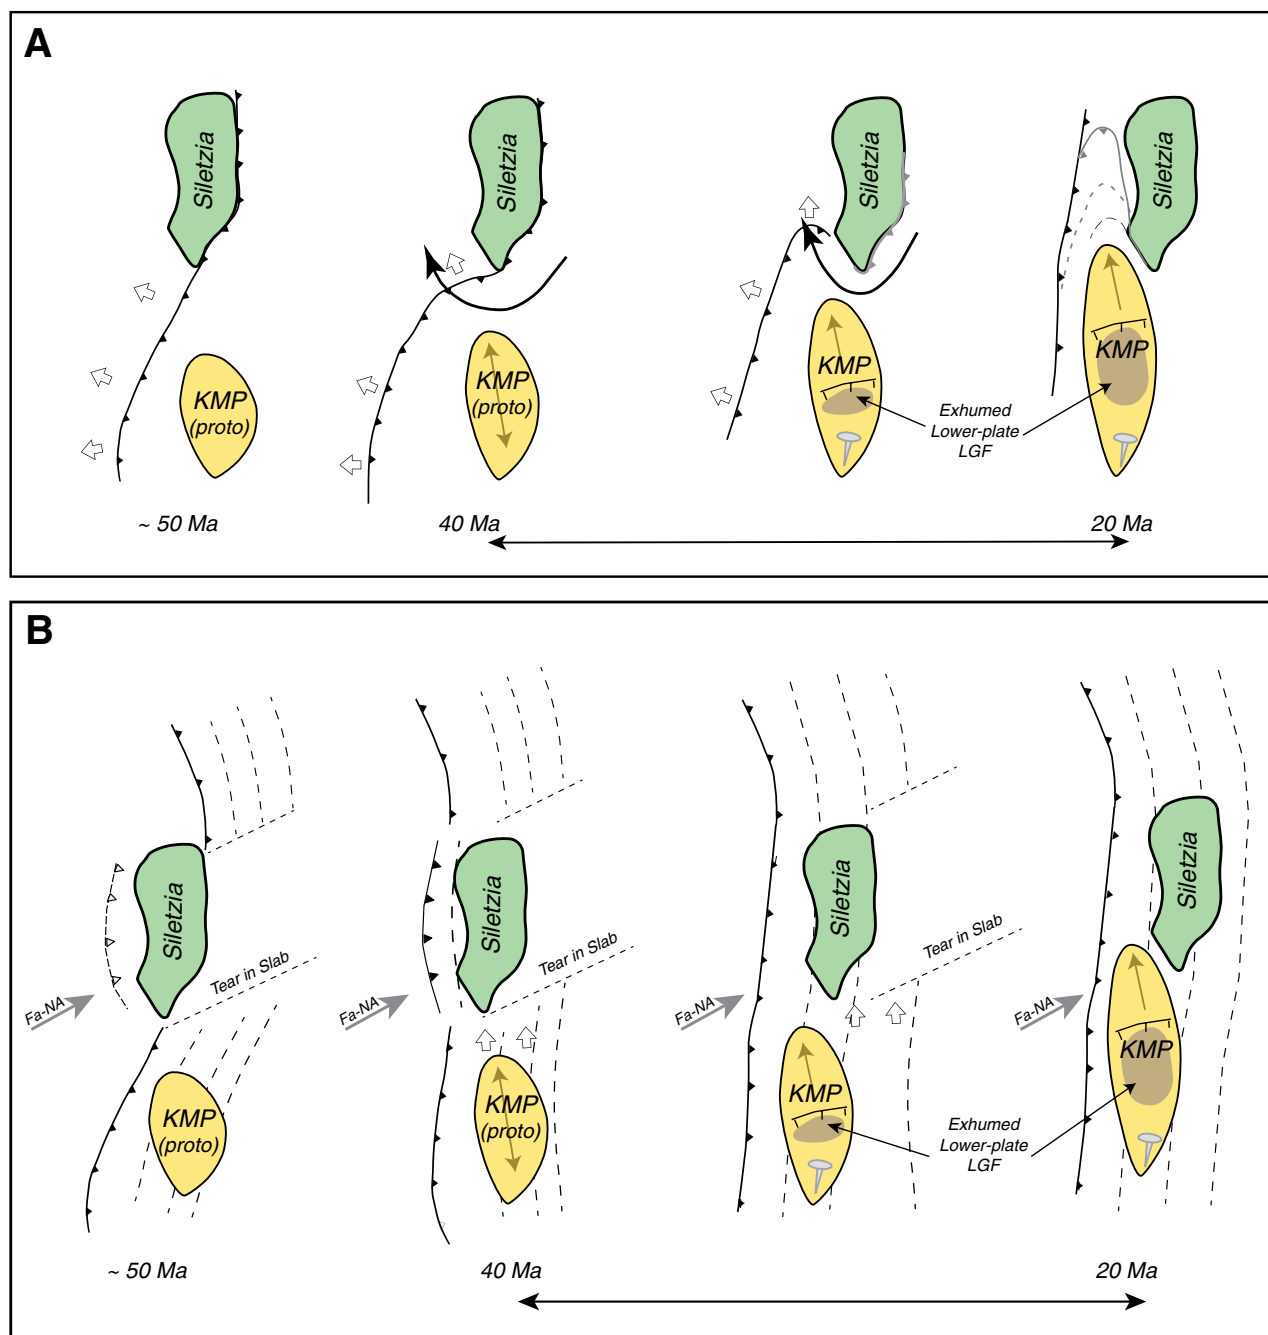 A
Siletzia
Siletzia
Siletzia
Siletzia
KMP
(proto)
KMP
(proto)
KMP
KMP
Exhumed
Lower-plate
LGF
~ 50 Ma
40 Ma
20 Ma
B
Siletzia
Siletzia
Siletzia
Siletzia
Tear in Slab
Tear in Slab
Tear in Slab
Fa-NA
Fa-NA
Fa-NA
Fa-NA
KMP
(proto)
KMP
(proto)
KMP
KMP
Exhumed
Lower-plate
LGF
~ 50 Ma
40 Ma
20 Ma